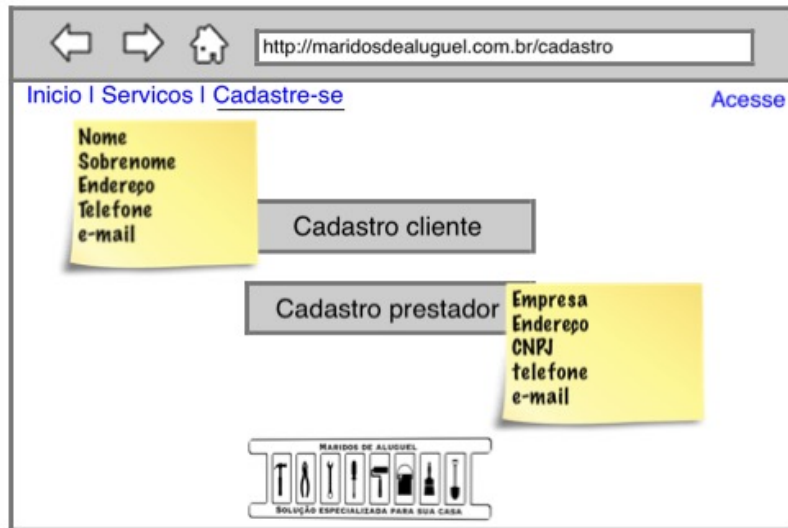 http://maridosdealuguel.com.br/cadastro
Inicio | Servicos | Cadastre-se
Acesse
Nome
Sobrenome
Endereço
Telefone
e-mail
Cadastro cliente
Cadastro prestador
Empresa
Endereço
CNPJ
telefone
e-mail
MARIDOS DE ALUGUEL
SOLUÇÃO ESPECIALIZADA PARA SUA CASA